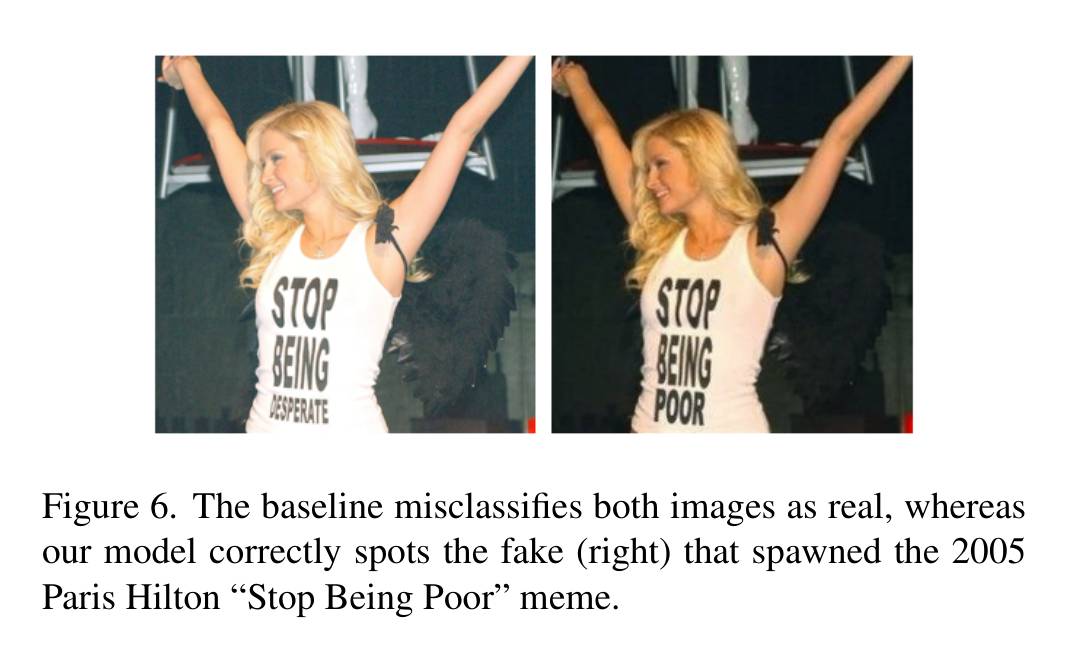 STOP
BEING
DESPERATE
STOP
BEING
POOR
Figure 6. The baseline misclassifies both images as real, whereas
our model correctly spots the fake (right) that spawned the 2005
Paris Hilton “Stop Being Poor” meme.